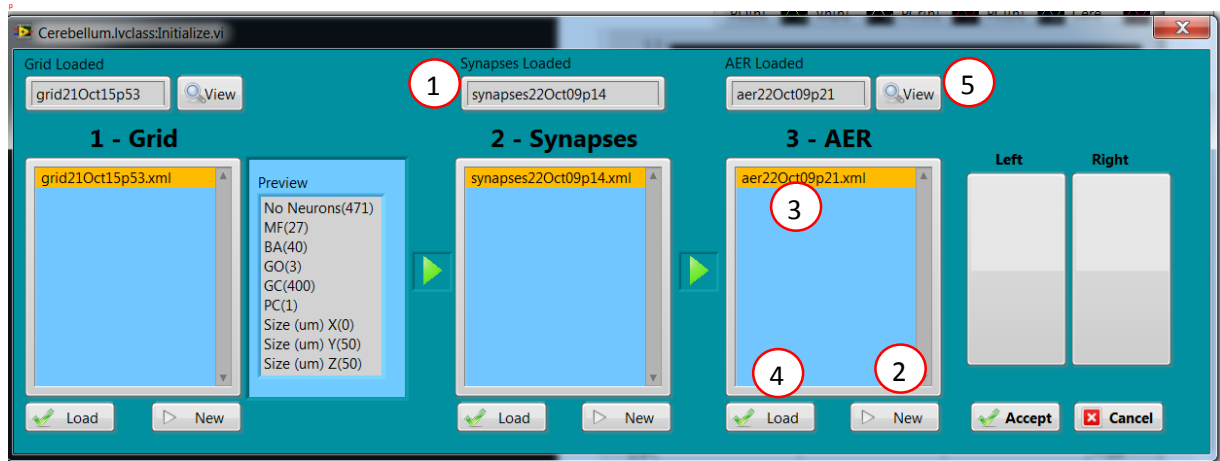 p
Cerebellum.lvclass:Initialize.vi
X
Grid Loaded
grid21Oct15p53
View
1
Synapses Loaded
synapses22Oct09p14
AER Loaded
aer22Oct09p21
View
5
1 - Grid
2 - Synapses
3 - AER
Left
Right
grid21Oct15p53.xml
Preview
No Neurons(471)
MF(27)
BA(40)
GO(3)
GC(400)
PC(1)
Size (um) X(0)
Size (um) Y(50)
Size (um) Z(50)
synapses22Oct09p14.xml
aer22Oct09p21.xml
3
4
2
Load
New
Load
New
Load
New
Accept
Cancel